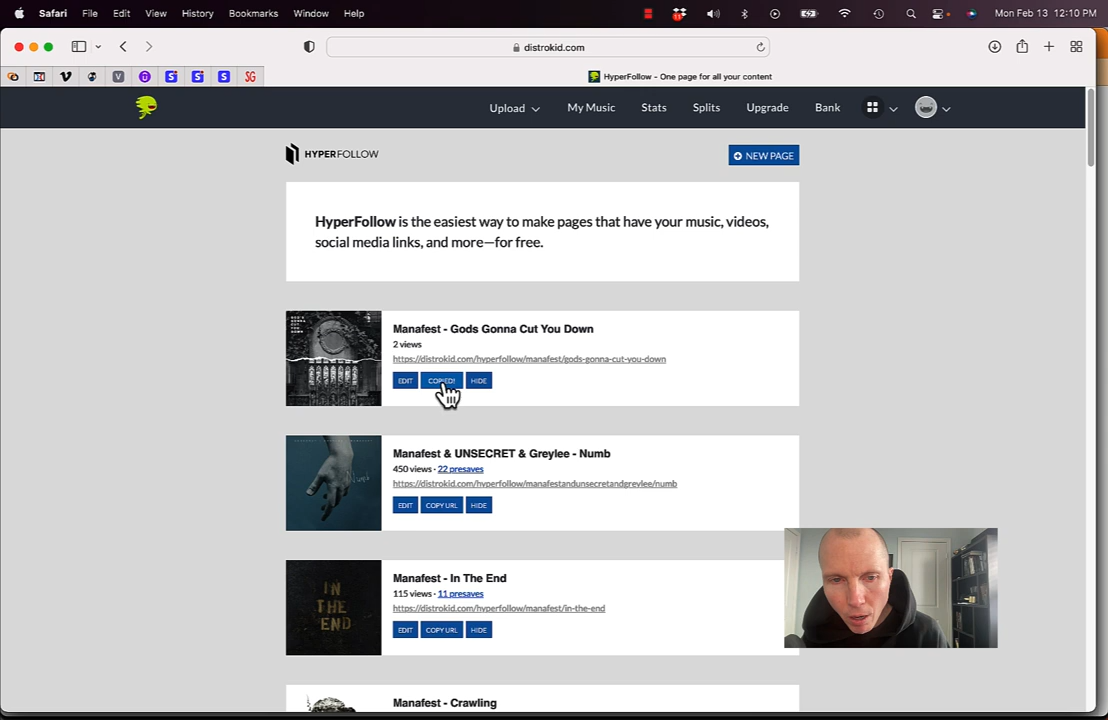 Safari File Edit View History Bookmarks Window Help Mon Feb 13 12:10 PM
distrokid.com
HyperFollow – One page for all your content
Upload My Music Stats Splits Upgrade Bank
HYPERFOLLOW
NEW PAGE
HyperFollow is the easiest way to make pages that have your music, videos,
social media links, and more—for free.
Manafest - Gods Gonna Cut You Down
2 views
https://distrokid.com/hyperfollow/manafest/gods-gonna-cut-you-down
EDIT COPIED! HIDE
Manafest & UNSECRET & Greylee - Numb
450 views · 22 presaves
https://distrokid.com/hyperfollow/manafestandunsecretandgreylee/numb
EDIT COPY URL HIDE
IN
THE
END
Manafest - In The End
115 views · 11 presaves
https://distrokid.com/hyperfollow/manafest/in-the-end
EDIT COPY URL HIDE
Manafest - Crawling